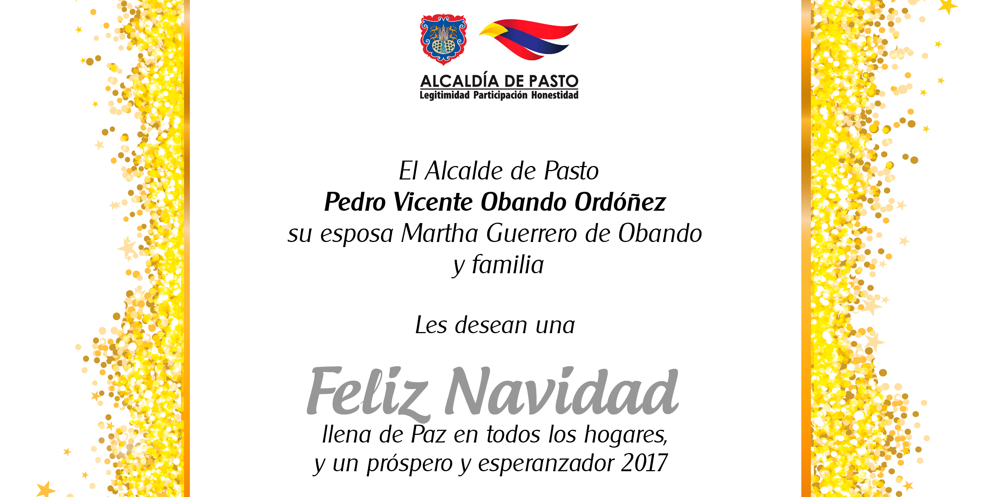 ALCALDÍA DE PASTO
Legitimidad Participación Honestidad
El Alcalde de Pasto
Pedro Vicente Obando Ordóñez
su esposa Martha Guerrero de Obando
y familia
Les desean una
Feliz Navidad
llena de Paz en todos los hogares,
y un próspero y esperanzador 2017